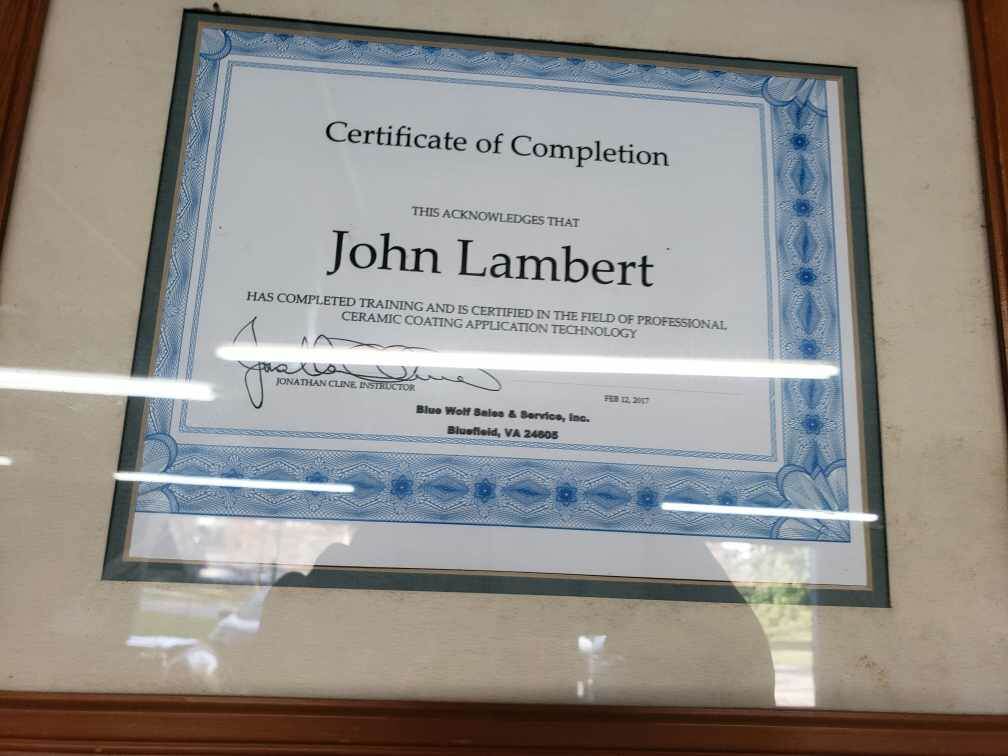 Certificate of Completion
THIS ACKNOWLEDGES THAT
John Lambert
HAS COMPLETED TRAINING AND IS CERTIFIED IN THE FIELD OF PROFESSIONAL
CERAMIC COATING APPLICATION TECHNOLOGY
JONATHAN CLINE, INSTRUCTOR
FEB 12, 2017
Blue Wolf Sales & Service, Inc.
Bluefield, VA 24605